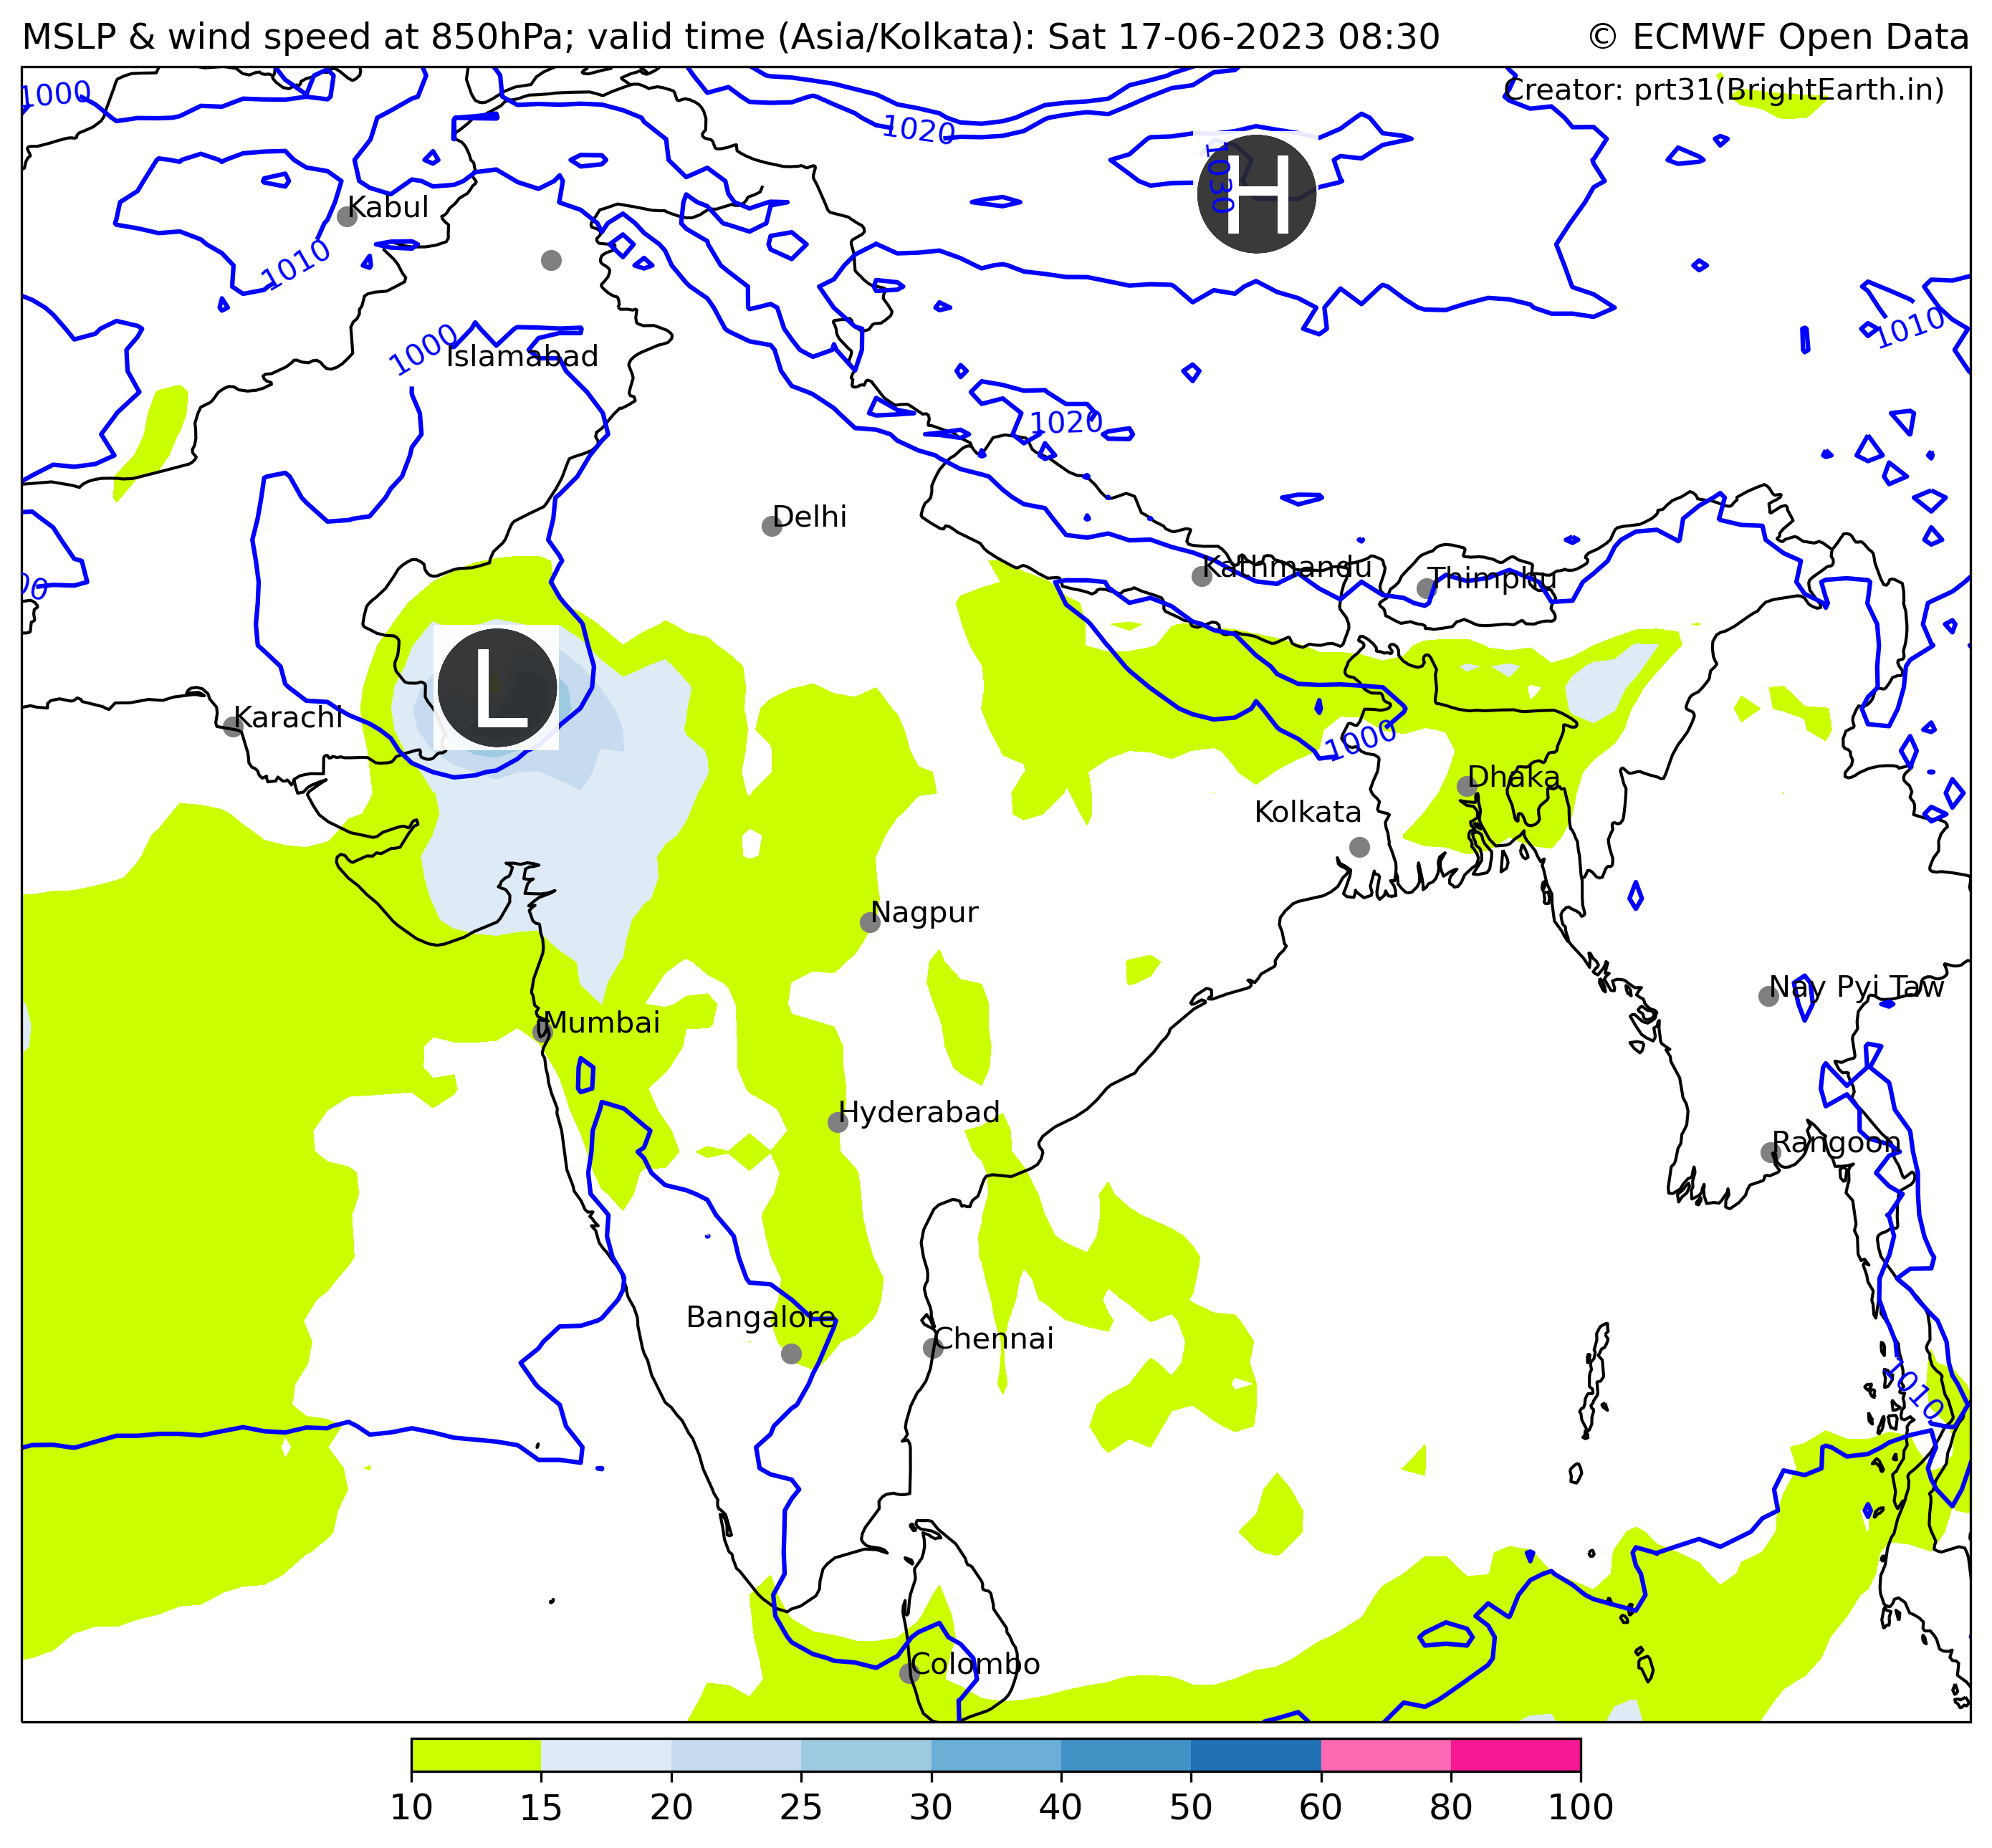 MSLP & wind speed at 850hPa; valid time (Asia/Kolkata): Sat 17-06-2023 08:30
© ECMWF Open Data
Creator: prt31(BrightEarth.in)
1000
1020
1030
H
Kabul
1010
1010
1000
Islamabad
1020
Delhi
Kathmandu
Thimphu
00
L
Karachi
1000
Dhaka
Kolkata
Nagpur
Nay Pyi Taw
Mumbai
Hyderabad
Rangoon
Bangalore
Chennai
1010
Colombo
10 15 20 25 30 40 50 60 80 100